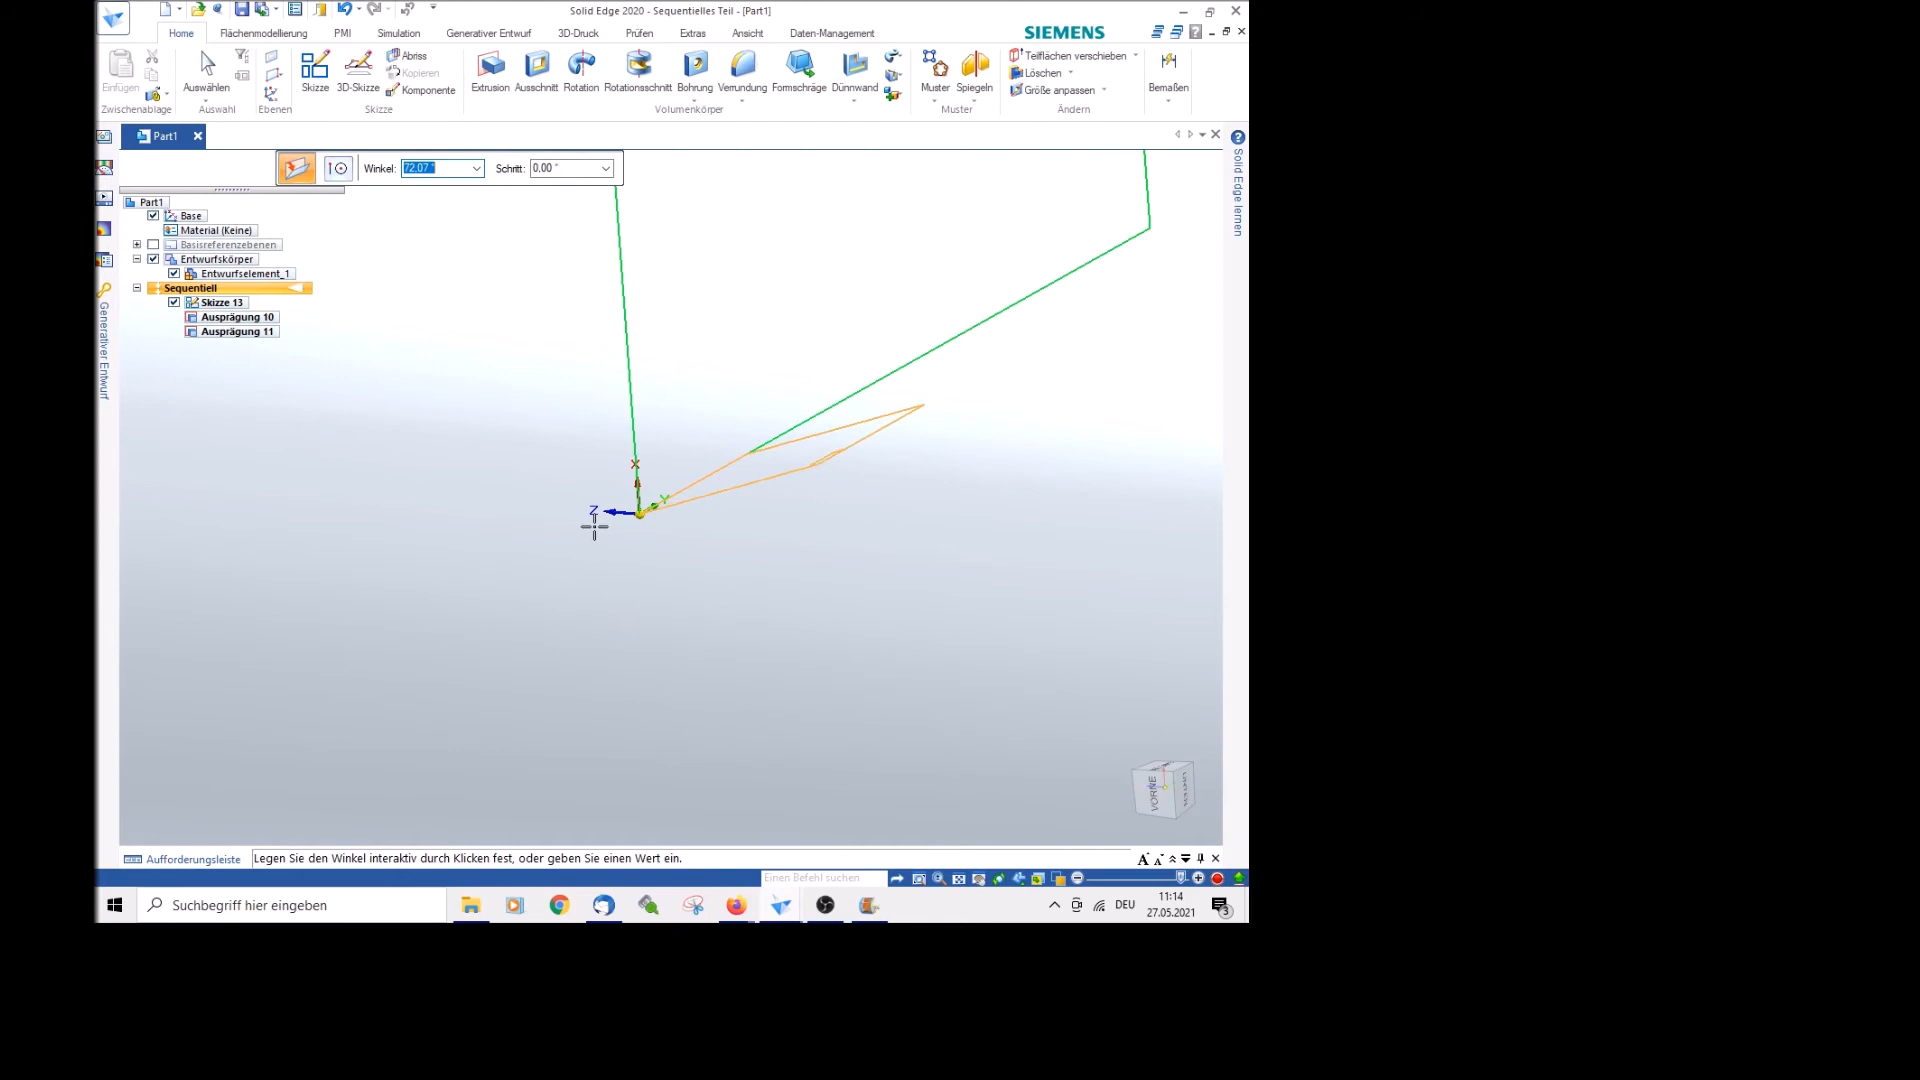 Solid Edge 2020 - Sequentielles Teil - [Part1]
Home Flächenmodellierung PMI Simulation Generativer Entwurf 3D-Druck Prüfen Extras Ansicht Daten-Management
SIEMENS
Einfügen
Zwischenablage
Auswählen
Auswahl
Ebenen
Skizze 3D-Skizze
Abriss
Kopieren
Komponente
Skizze
Extrusion Ausschnitt Rotation Rotationsschnitt Bohrung Verrundung Formschräge Dünnwand
Volumenkörper
Muster Spiegeln
Muster
Teilflächen verschieben
Löschen
Größe anpassen
Ändern
Bemaßen
Part1
Winkel: 72,07 ° Schritt: 0,00 °
Part1
Base
Material (Keine)
Basisreferenzebenen
Entwurfskörper
Entwurfselement_1
Sequentiell
Skizze 13
Ausprägung 10
Ausprägung 11
Generativer Entwurf
Solid Edge lernen
X
Y
Z
VORNE
Aufforderungsleiste
Legen Sie den Winkel interaktiv durch Klicken fest, oder geben Sie einen Wert ein.
Einen Befehl suchen
Suchbegriff hier eingeben
DEU
11:14
27.05.2021
3